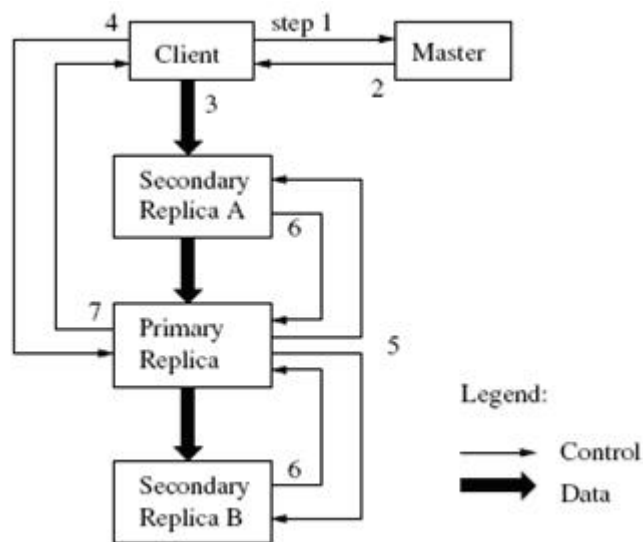 4
step 1
Client
Master
2
3
Secondary
Replica A
6
7
Primary
Replica
5
Legend:
Control
6
Data
Secondary
Replica B